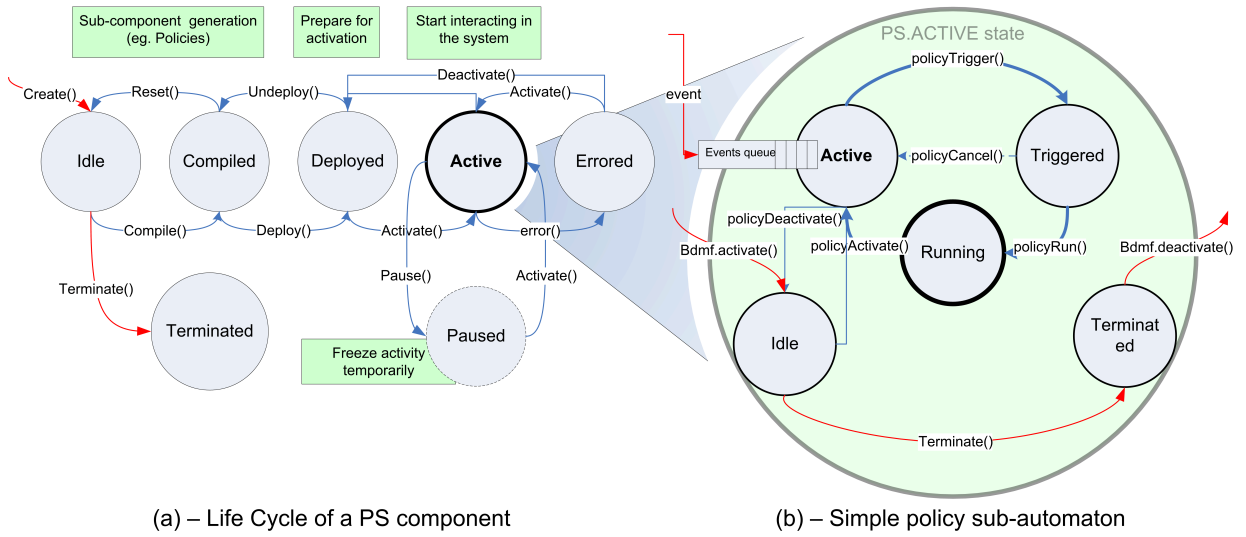 Sub-component generation
(eg. Policies)
Prepare for
activation
Start interacting in
the system
Create()
Reset()
Undeploy()
Deactivate()
Activate()
Idle
Compiled
Deployed
Active
Errored
Compile()
Deploy()
Activate()
error()
Terminate()
Pause()
Activate()
Terminated
Paused
Freeze activity
temporarily
(a) – Life Cycle of a PS component
PS.ACTIVE state
policyTrigger()
event
Events queue
Active
policyCancel()
Triggered
policyDeactivate()
policyActivate()
Running
policyRun()
Bdmf.activate()
Bdmf.deactivate()
Idle
Terminat
ed
Terminate()
(b) – Simple policy sub-automaton